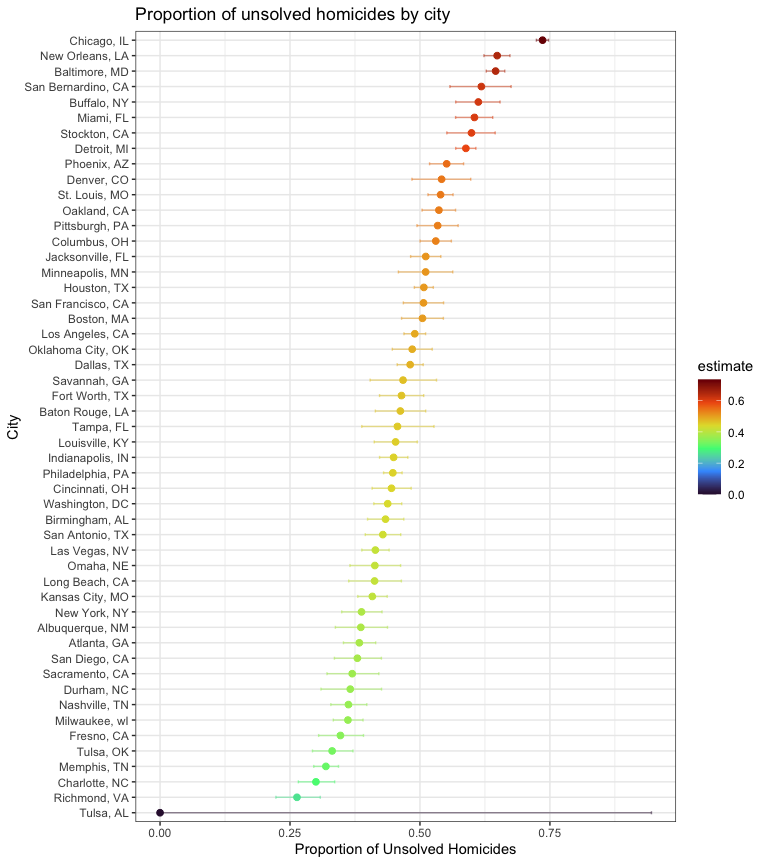 Proportion of unsolved homicides by city
Chicago, IL
New Orleans, LA
Baltimore, MD
San Bernardino, CA
Buffalo, NY
Miami, FL
Stockton, CA
Detroit, MI
Phoenix, AZ
Denver, CO
St. Louis, MO
Oakland, CA
Pittsburgh, PA
Columbus, OH
Jacksonville, FL
Minneapolis, MN
Houston, TX
San Francisco, CA
Boston, MA
Los Angeles, CA
Oklahoma City, OK
Dallas, TX
Savannah, GA
Fort Worth, TX
Baton Rouge, LA
Tampa, FL
Louisville, KY
Indianapolis, IN
Philadelphia, PA
Cincinnati, OH
Washington, DC
Birmingham, AL
San Antonio, TX
Las Vegas, NV
Omaha, NE
Long Beach, CA
Kansas City, MO
New York, NY
Albuquerque, NM
Atlanta, GA
San Diego, CA
Sacramento, CA
Durham, NC
Nashville, TN
Milwaukee, wI
Fresno, CA
Tulsa, OK
Memphis, TN
Charlotte, NC
Richmond, VA
Tulsa, AL
City
0.00 0.25 0.50 0.75
Proportion of Unsolved Homicides
estimate
0.6
0.4
0.2
0.0